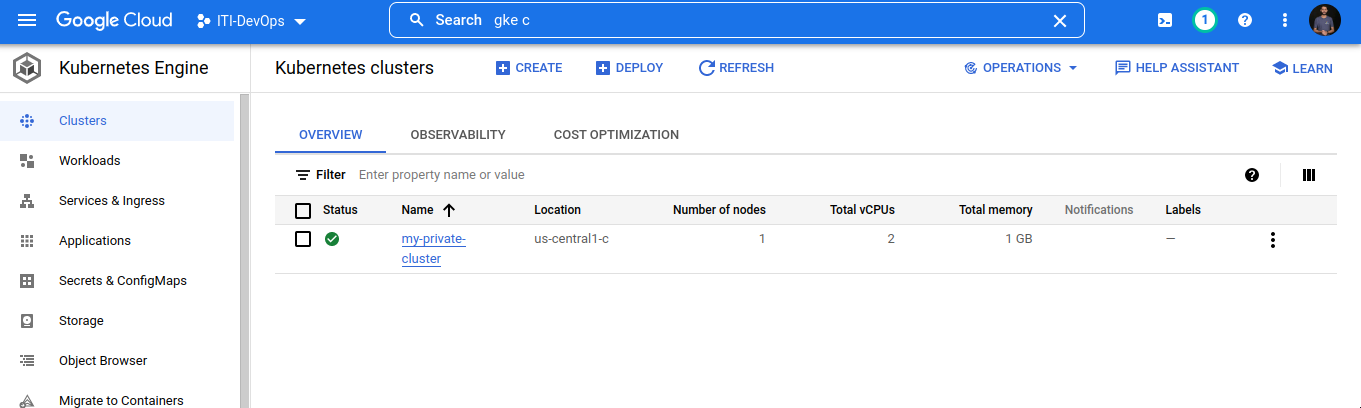 Google Cloud ITI-DevOps Search gke c 1
Kubernetes Engine
Kubernetes clusters CREATE DEPLOY REFRESH OPERATIONS HELP ASSISTANT LEARN
Clusters
Workloads
Services & Ingress
Applications
Secrets & ConfigMaps
Storage
Object Browser
Migrate to Containers
OVERVIEW OBSERVABILITY COST OPTIMIZATION
Filter Enter property name or value
Status Name Location Number of nodes Total vCPUs Total memory Notifications Labels
my-private- us-central1-c 1 2 1 GB —
cluster